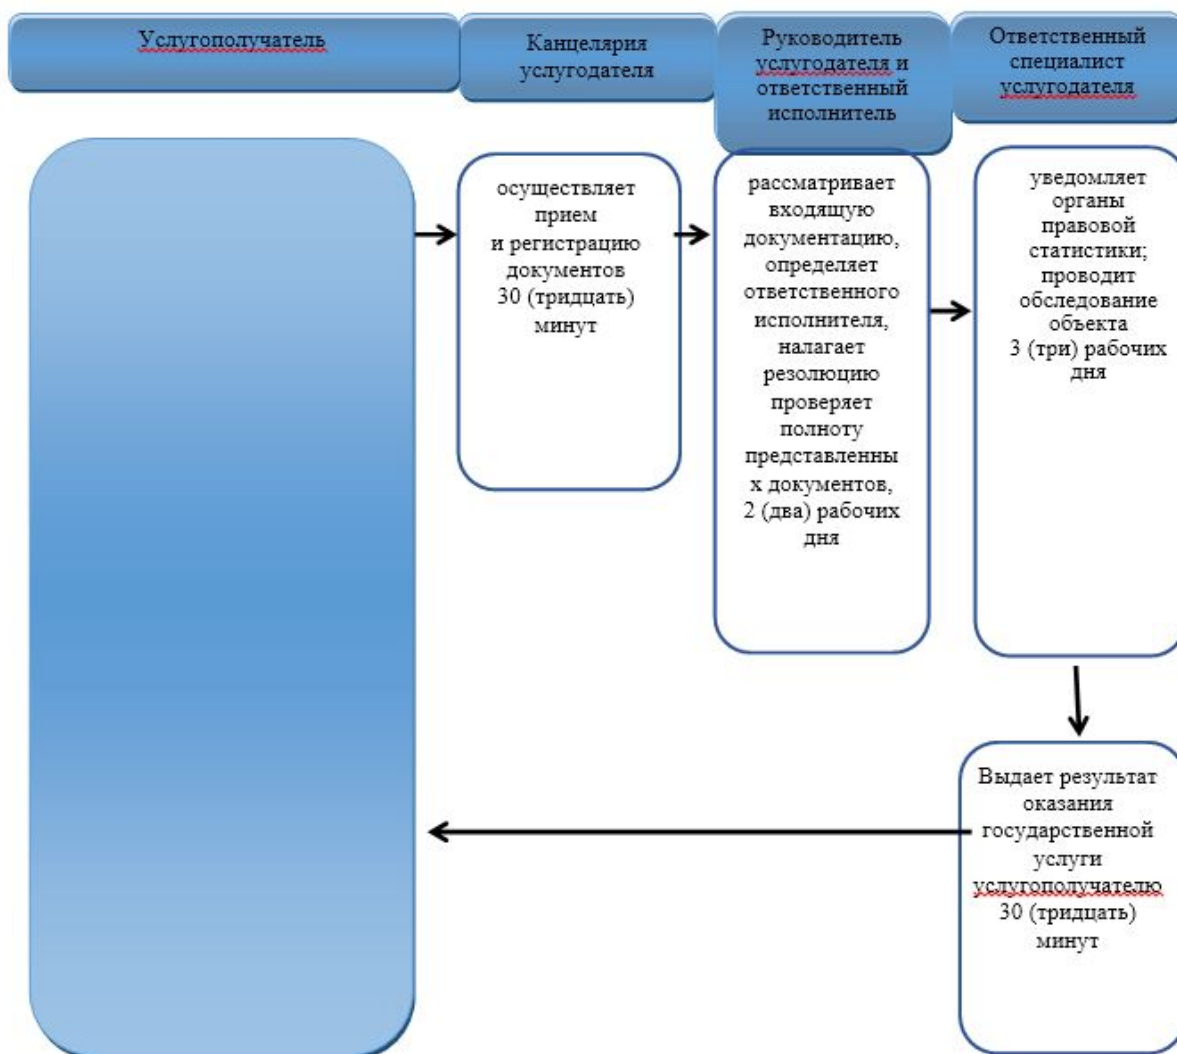 Услугополучатель
Канцелярия
услугодателя
Руководитель
услугодателя и
ответственный
исполнитель
Ответственный
специалист
услугодателя
осуществляет
прием
и регистрацию
документов
30 (тридцать)
минут
рассматривает
входящую
документацию,
определяет
ответственного
исполнителя,
налагает
резолюцию
проверяет
полноту
представленны
х документов,
2 (два) рабочих
дня
уведомляет
органы
правовой
статистики;
проводит
обследование
объекта
3 (три) рабочих
дня
Выдает результат
оказания
государственной
услуги
услугополучателю
30 (тридцать)
минут